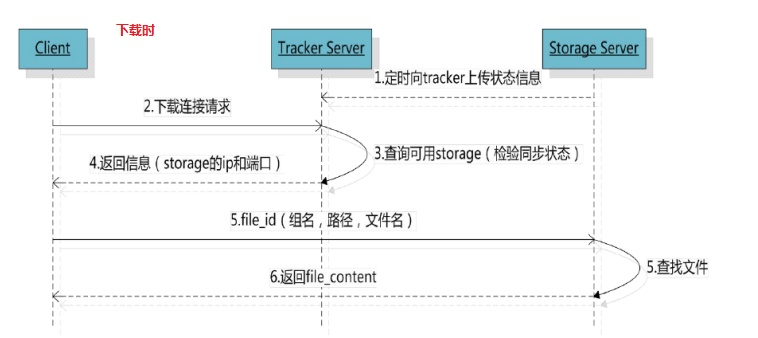 下载时
Client
Tracker Server
Storage Server
1.定时向tracker上传状态信息
2.下载连接请求
3.查询可用storage（检验同步状态）
4.返回信息（storage的ip和端口）
5.file_id（组名，路径，文件名）
5.查找文件
6.返回file_content